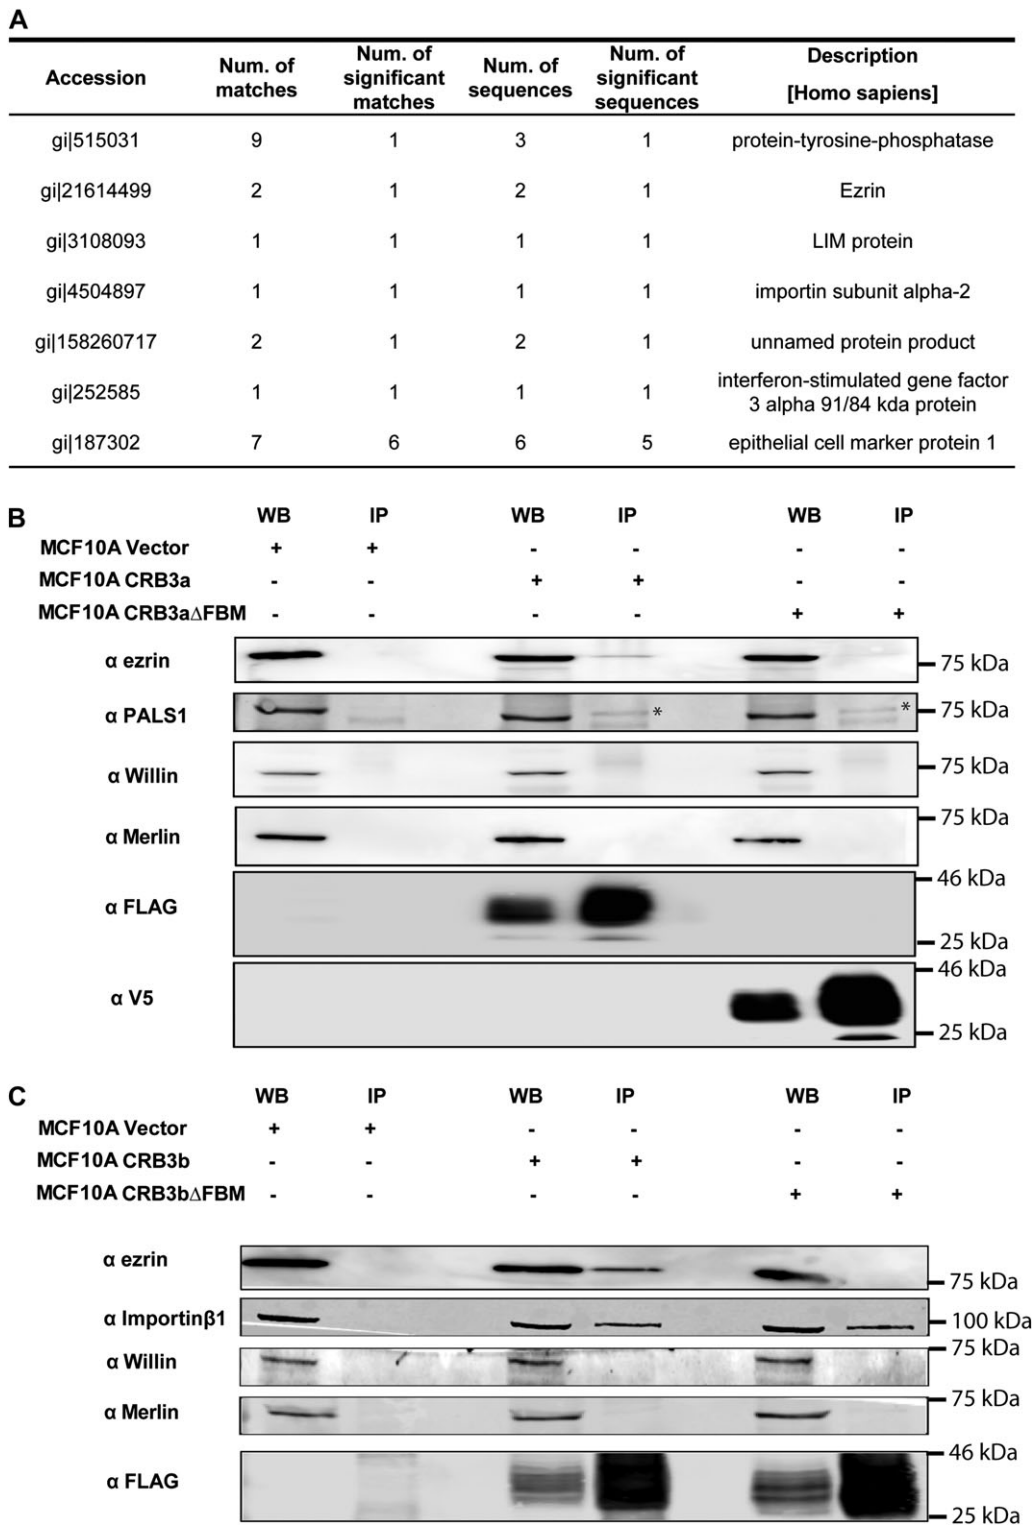 A
Accession
Num. of matches
Num. of significant matches
Num. of sequences
Num. of significant sequences
Description [Homo sapiens]
gi|515031 9 1 3 1 protein-tyrosine-phosphatase
gi|21614499 2 1 2 1 Ezrin
gi|3108093 1 1 1 1 LIM protein
gi|4504897 1 1 1 1 importin subunit alpha-2
gi|158260717 2 1 2 1 unnamed protein product
gi|252585 1 1 1 1 interferon-stimulated gene factor
3 alpha 91/84 kda protein
gi|187302 7 6 6 5 epithelial cell marker protein 1
B WB IP WB IP WB IP
MCF10A Vector + + - - - -
MCF10A CRB3a - - + + - -
MCF10A CRB3aΔFBM - - - - + +
α ezrin 75 kDa
α PALS1 * * 75 kDa
α Willin 75 kDa
α Merlin 75 kDa
α FLAG 46 kDa
25 kDa
α V5 46 kDa
25 kDa
C WB IP WB IP WB IP
MCF10A Vector + + - - - -
MCF10A CRB3b - - + + - -
MCF10A CRB3bΔFBM - - - - + +
α ezrin 75 kDa
α Importinβ1 100 kDa
α Willin 75 kDa
α Merlin 75 kDa
α FLAG 46 kDa
25 kDa